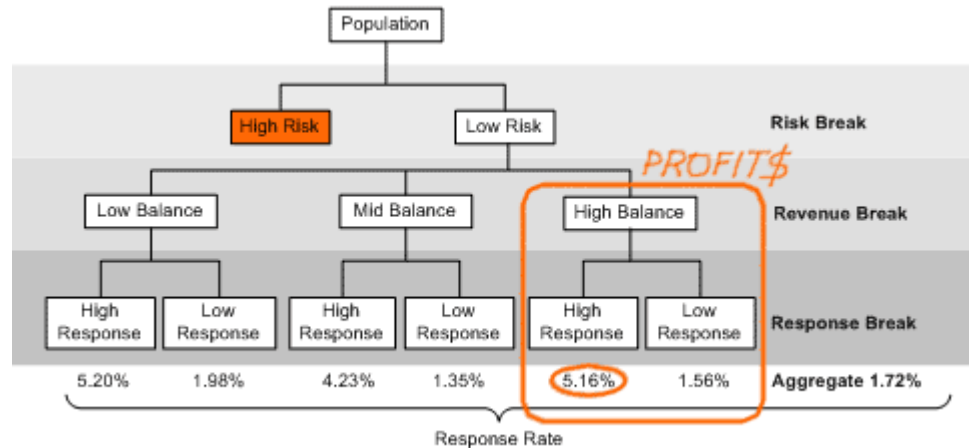 Population
High Risk
Low Risk
Risk Break
PROFIT$
Low Balance
Mid Balance
High Balance
Revenue Break
High
Response
Low
Response
High
Response
Low
Response
High
Response
Low
Response
Response Break
5.20%
1.98%
4.23%
1.35%
5.16%
1.56%
Aggregate 1.72%
Response Rate